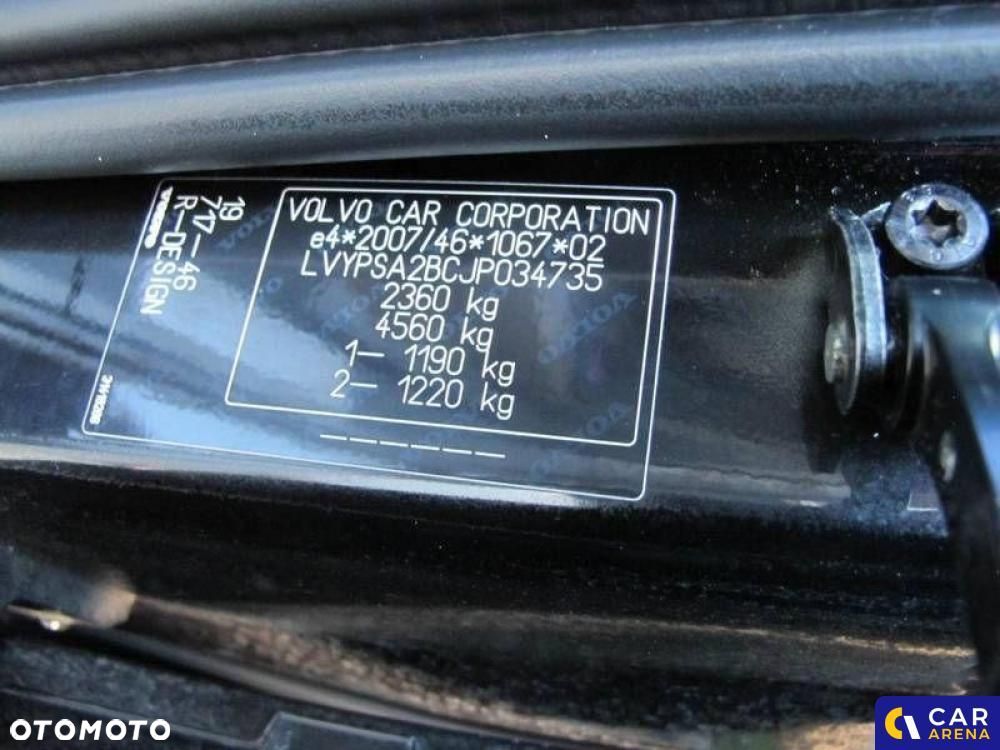 VOLVO CAR CORPORATION
e4*2007/46*1067*02
LVYPSA2BCJP034735
2360 kg
4560 kg
1– 1190 kg
2– 1220 kg
– – – – – –
19
717–46
R–DESIGN
VOLVO
OTOMOTO
CAR
ARENA